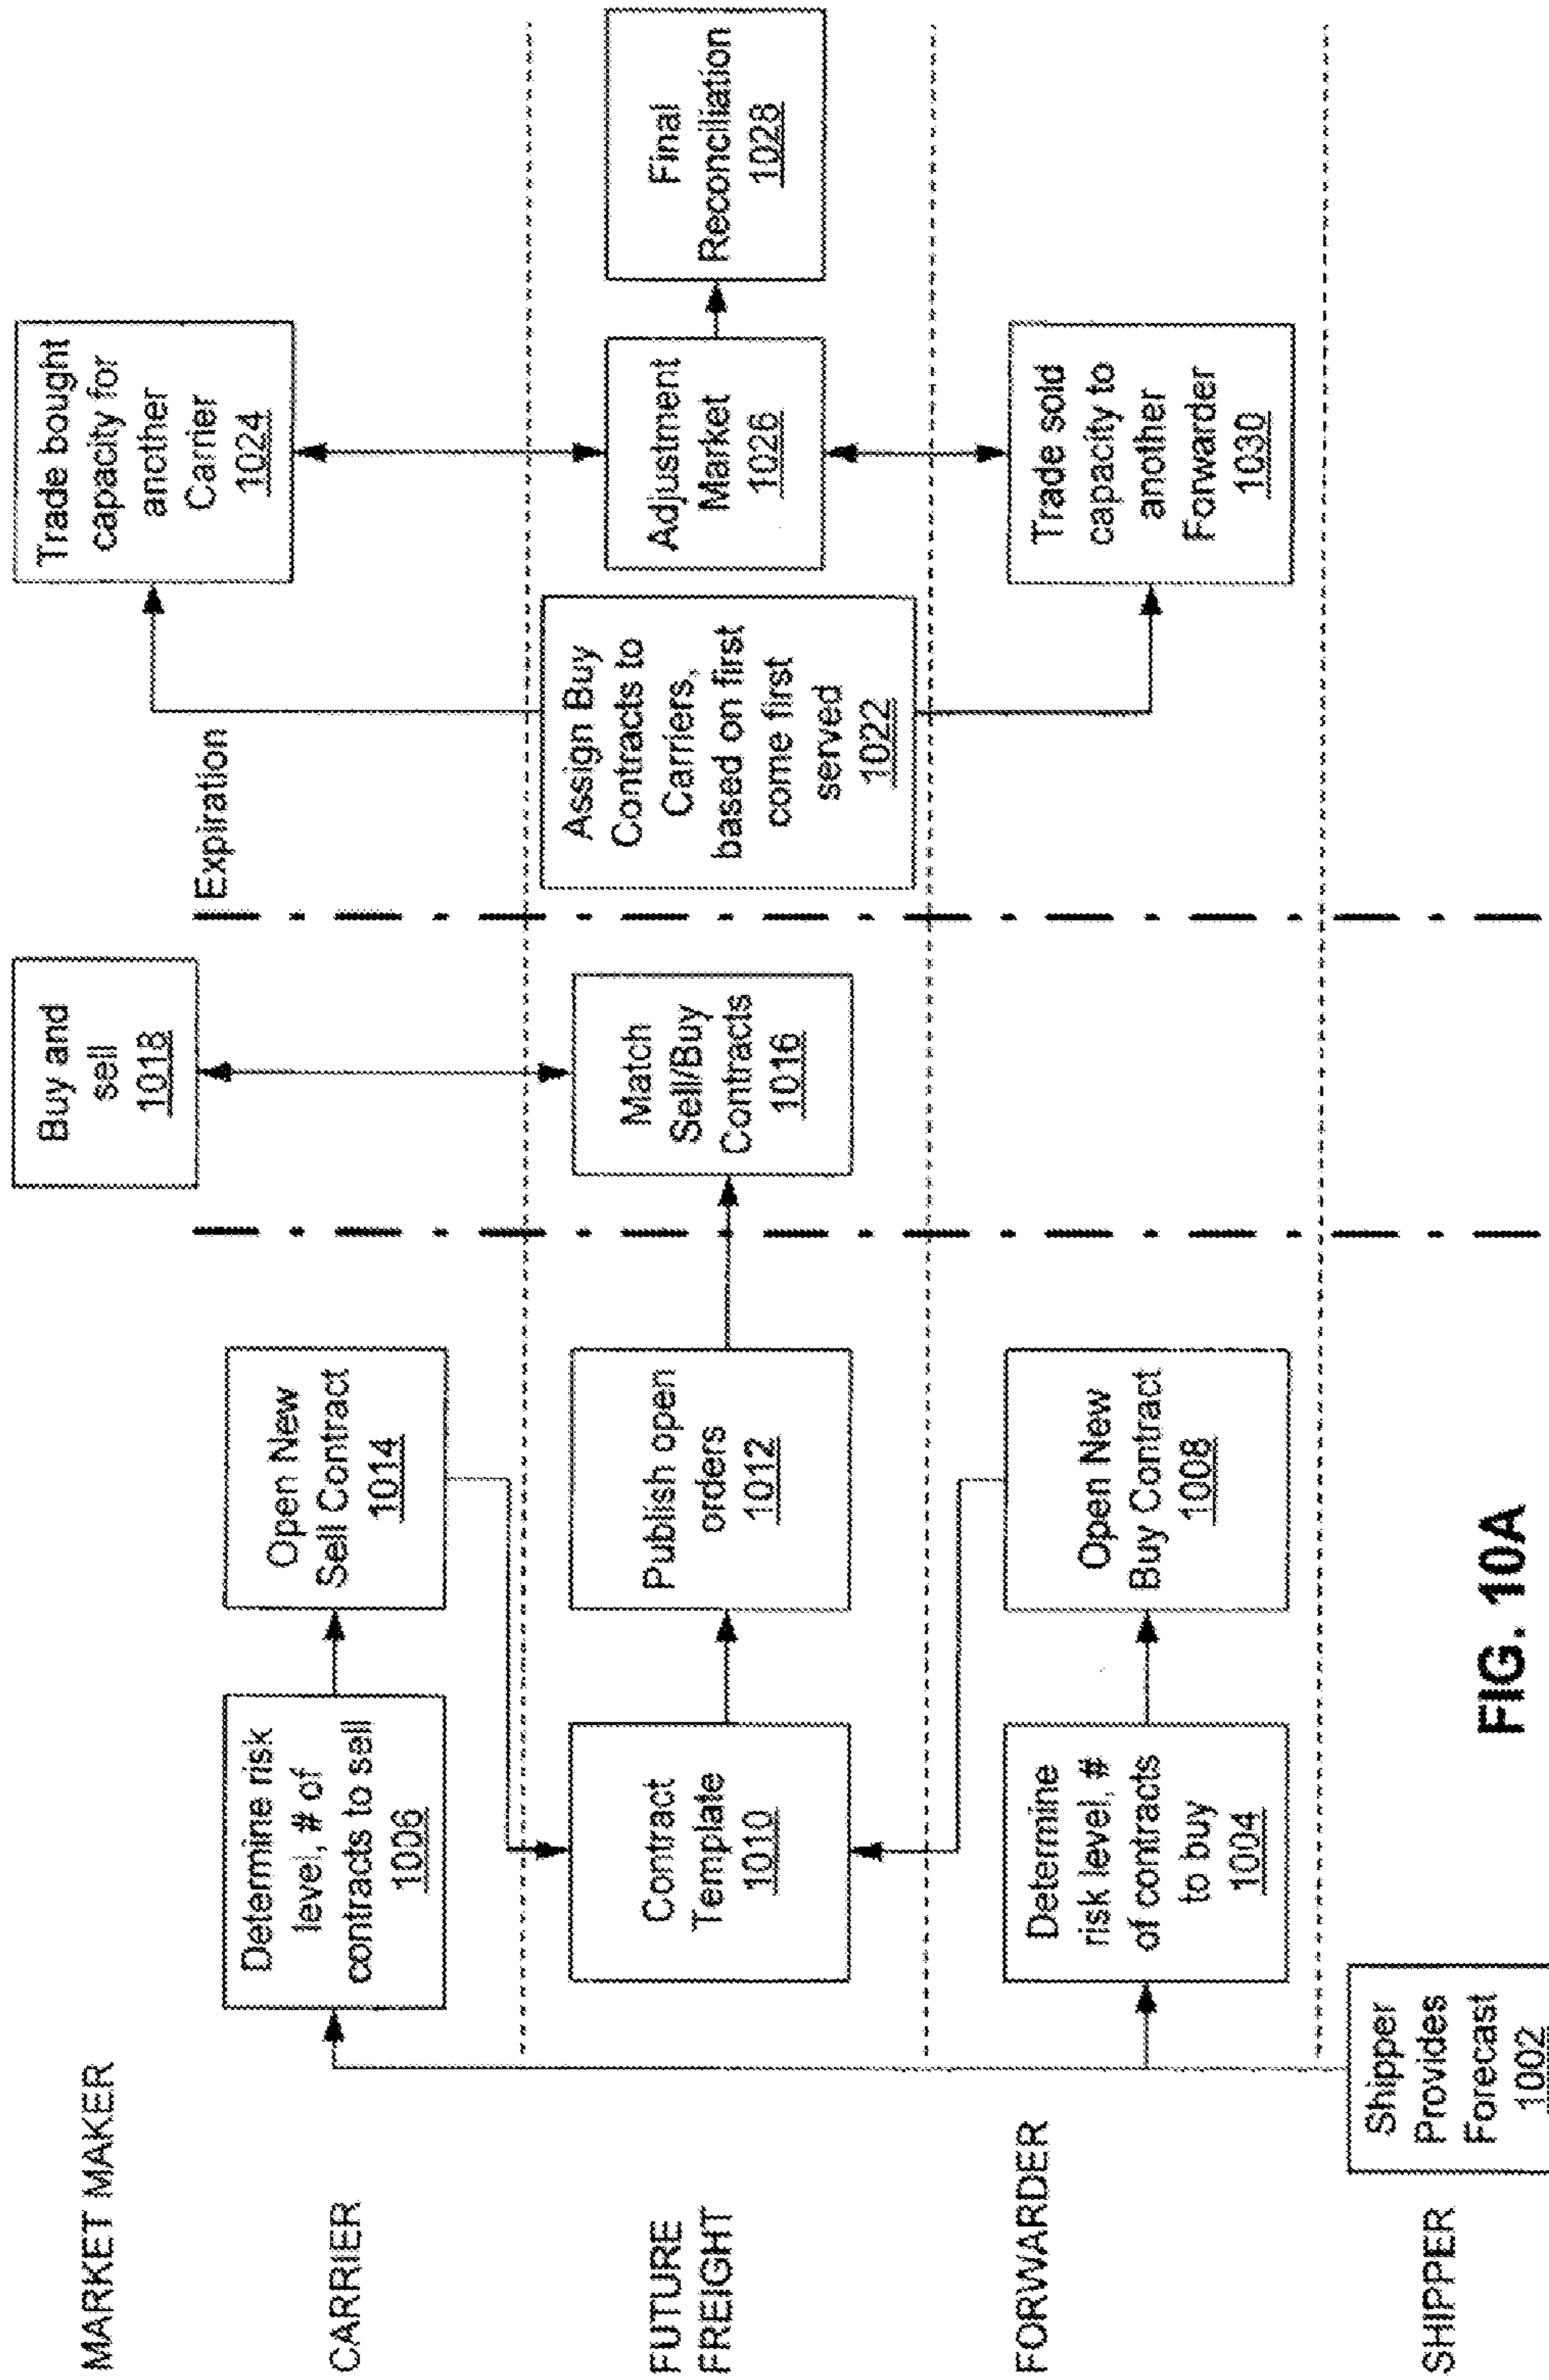 MARKET MAKER
Buy and
sell
1018
Trade bought
capacity for
another
Carrier
1024
Expiration
CARRIER
Determine risk
level, # of
contracts to sell
1006
Open New
Sell Contract
1014
FUTURE
FREIGHT
Contract
Template
1010
Publish open
orders
1012
Match
Sell/Buy
Contracts
1016
Assign Buy
Contracts to
Carriers,
based on first
come first
served
1022
Adjustment
Market
1026
Final
Reconciliation
1028
FORWARDER
Determine
risk level, #
of contracts
to buy
1004
Open New
Buy Contract
1008
Trade sold
capacity to
another
Forwarder
1030
SHIPPER
Shipper
Provides
Forecast
1002
FIG. 10A